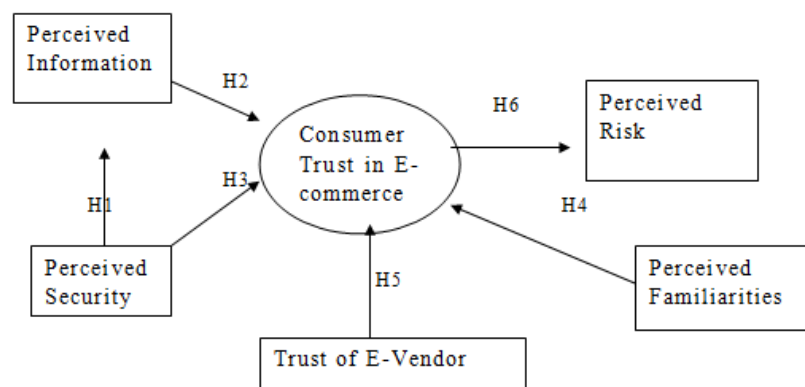 Perceived
Information
H2
H6
Perceived
Risk
Consumer
Trust in E-
commerce
H1
H3
H4
Perceived
Security
H5
Perceived
Familiarities
Trust of E-Vendor